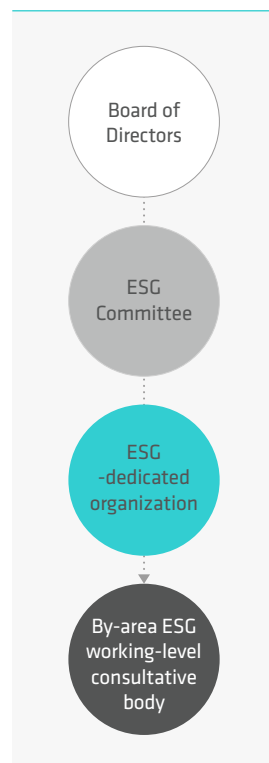 Board of
Directors
ESG
Committee
ESG
-dedicated
organization
By-area ESG
working-level
consultative
body